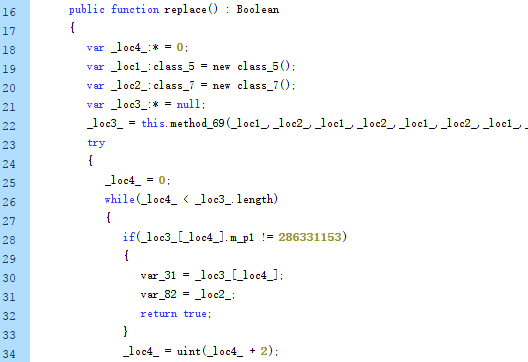 16 public function replace() : Boolean
17 {
18 var _loc4_:* = 0;
19 var _loc1_:class_5 = new class_5();
20 var _loc2_:class_7 = new class_7();
21 var _loc3_:* = null;
22 _loc3_ = this.method_69(_loc1_,_loc2_,_loc1_,_loc2_,_loc1_,_loc2_,_loc1_,_
23 try
24 {
25 _loc4_ = 0;
26 while(_loc4_ < _loc3_.length)
27 {
28 if(_loc3_[_loc4_].m_p1 != 286331153)
29 {
30 var_31 = _loc3_[_loc4_];
31 var_82 = _loc2_;
32 return true;
33 }
34 _loc4_ = uint(_loc4_ + 2);